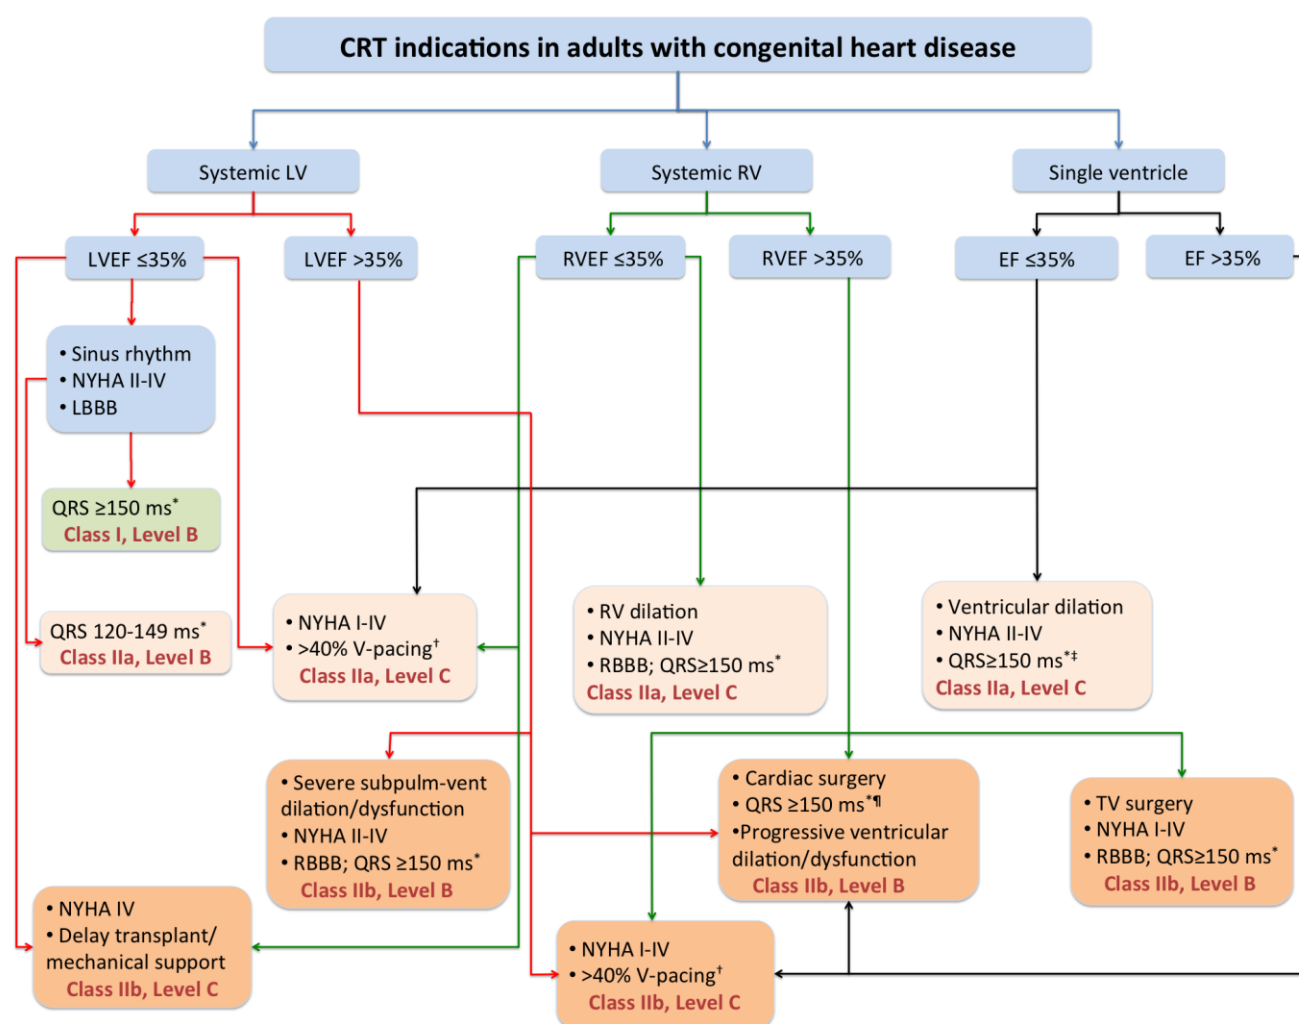 CRT indications in adults with congenital heart disease
Systemic LV
Systemic RV
Single ventricle
LVEF ≤35%
LVEF >35%
RVEF ≤35%
RVEF >35%
EF ≤35%
EF >35%
• Sinus rhythm
• NYHA II-IV
• LBBB
QRS ≥150 ms*
Class I, Level B
QRS 120-149 ms*
Class IIa, Level B
• NYHA I-IV
• >40% V-pacing†
Class IIa, Level C
• RV dilation
• NYHA II-IV
• RBBB; QRS≥150 ms*
Class IIa, Level C
• Ventricular dilation
• NYHA II-IV
• QRS≥150 ms*‡
Class IIa, Level C
• Severe subpulm-vent
dilation/dysfunction
• NYHA II-IV
• RBBB; QRS ≥150 ms*
Class IIb, Level B
• Cardiac surgery
• QRS ≥150 ms*¶
•Progressive ventricular
dilation/dysfunction
Class IIb, Level B
• TV surgery
• NYHA I-IV
• RBBB; QRS≥150 ms*
Class IIb, Level B
• NYHA IV
• Delay transplant/
mechanical support
Class IIb, Level C
• NYHA I-IV
• >40% V-pacing†
Class IIb, Level C